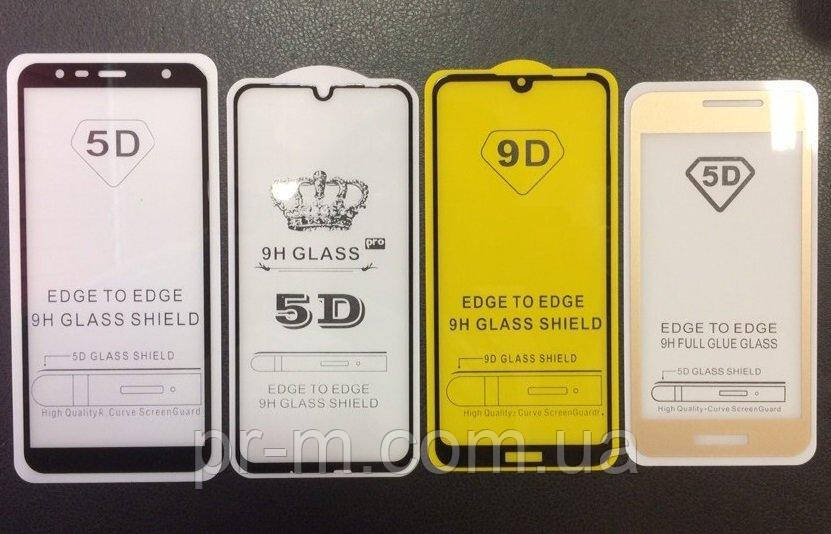 5D
EDGE TO EDGE
9H GLASS SHIELD
5D GLASS SHIELD
High Quality R. Curve ScreenGuard
9H GLASS pro
5D
EDGE TO EDGE
9H GLASS SHIELD
9D
EDGE TO EDGE
9H GLASS SHIELD
9D GLASS SHIELD
High Quality: Curve ScreenGuard
5D
EDGE TO EDGE
9H FULL GLUE GLASS
5D GLASS SHIELD
High Quality-Curve ScreenGuard
pr-m.com.ua